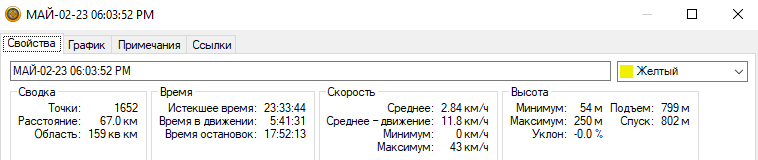 МАЙ-02-23 06:03:52 PM
Свойства График Примечания Ссылки
МАЙ-02-23 06:03:52 PM Желтый
Сводка
Точки: 1652
Расстояние: 67.0 км
Область: 159 кв км
Время
Истекшее время: 23:33:44
Время в движении: 5:41:31
Время остановок: 17:52:13
Скорость
Среднее: 2.84 км/ч
Среднее – движение: 11.8 км/ч
Минимум: 0 км/ч
Максимум: 43 км/ч
Высота
Минимум: 54 м Подъем: 799 м
Максимум: 250 м Спуск: 802 м
Уклон: -0.0 %